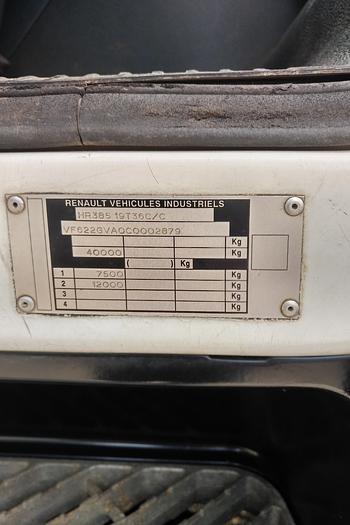 RENAULT VEHICULES INDUSTRIELS
HR385 19T36C/C
VF622GVA0C0002879
Kg
40000 Kg
( ) Kg
1 7500 Kg
2 12000 Kg
3 Kg
4 Kg